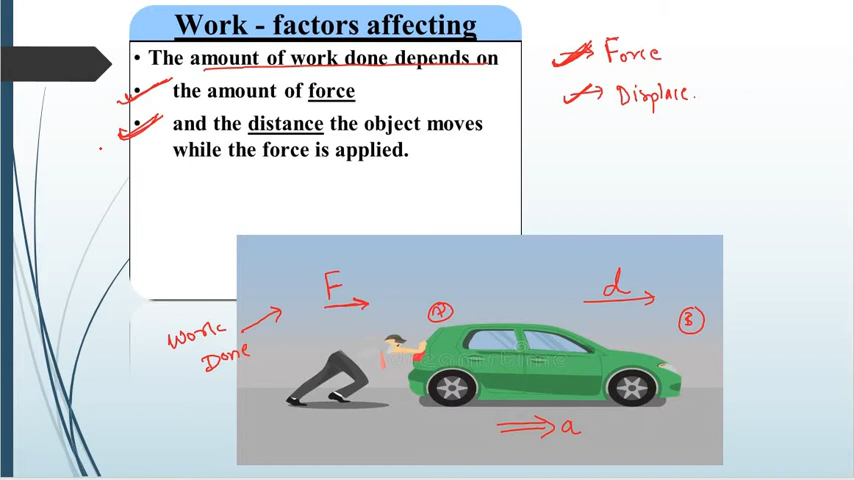 Work - factors affecting
• The amount of work done depends on
• the amount of force
• and the distance the object moves
while the force is applied.
Force
Displace.
F
d
Work
Done
a